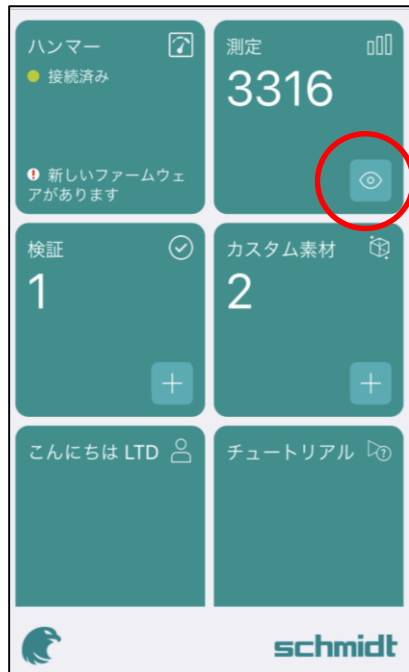 ハンマー
接続済み
新しいファームウェ
アがあります
測定
3316
検証
1
カスタム素材
2
こんにちは LTD
チュートリアル
schmidt